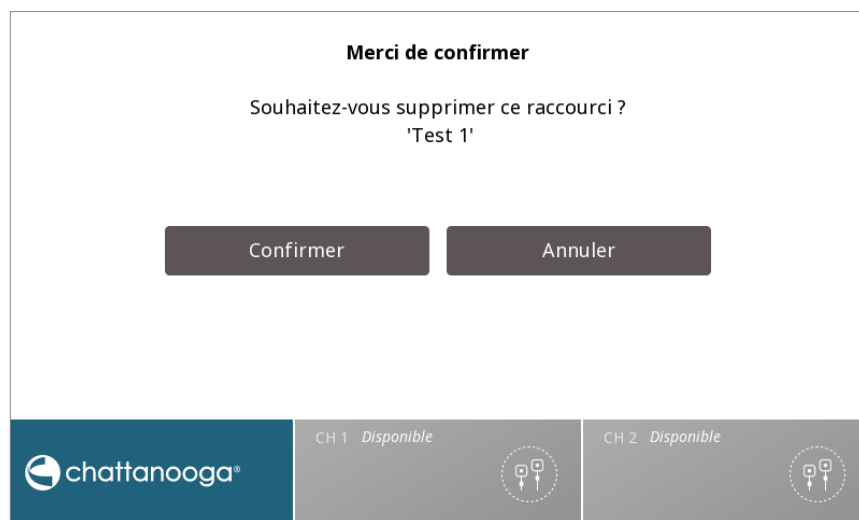 Merci de confirmer
Souhaitez-vous supprimer ce raccourci ?
'Test 1'
Confirmer
Annuler
chattanooga®
CH 1 Disponible
CH 2 Disponible